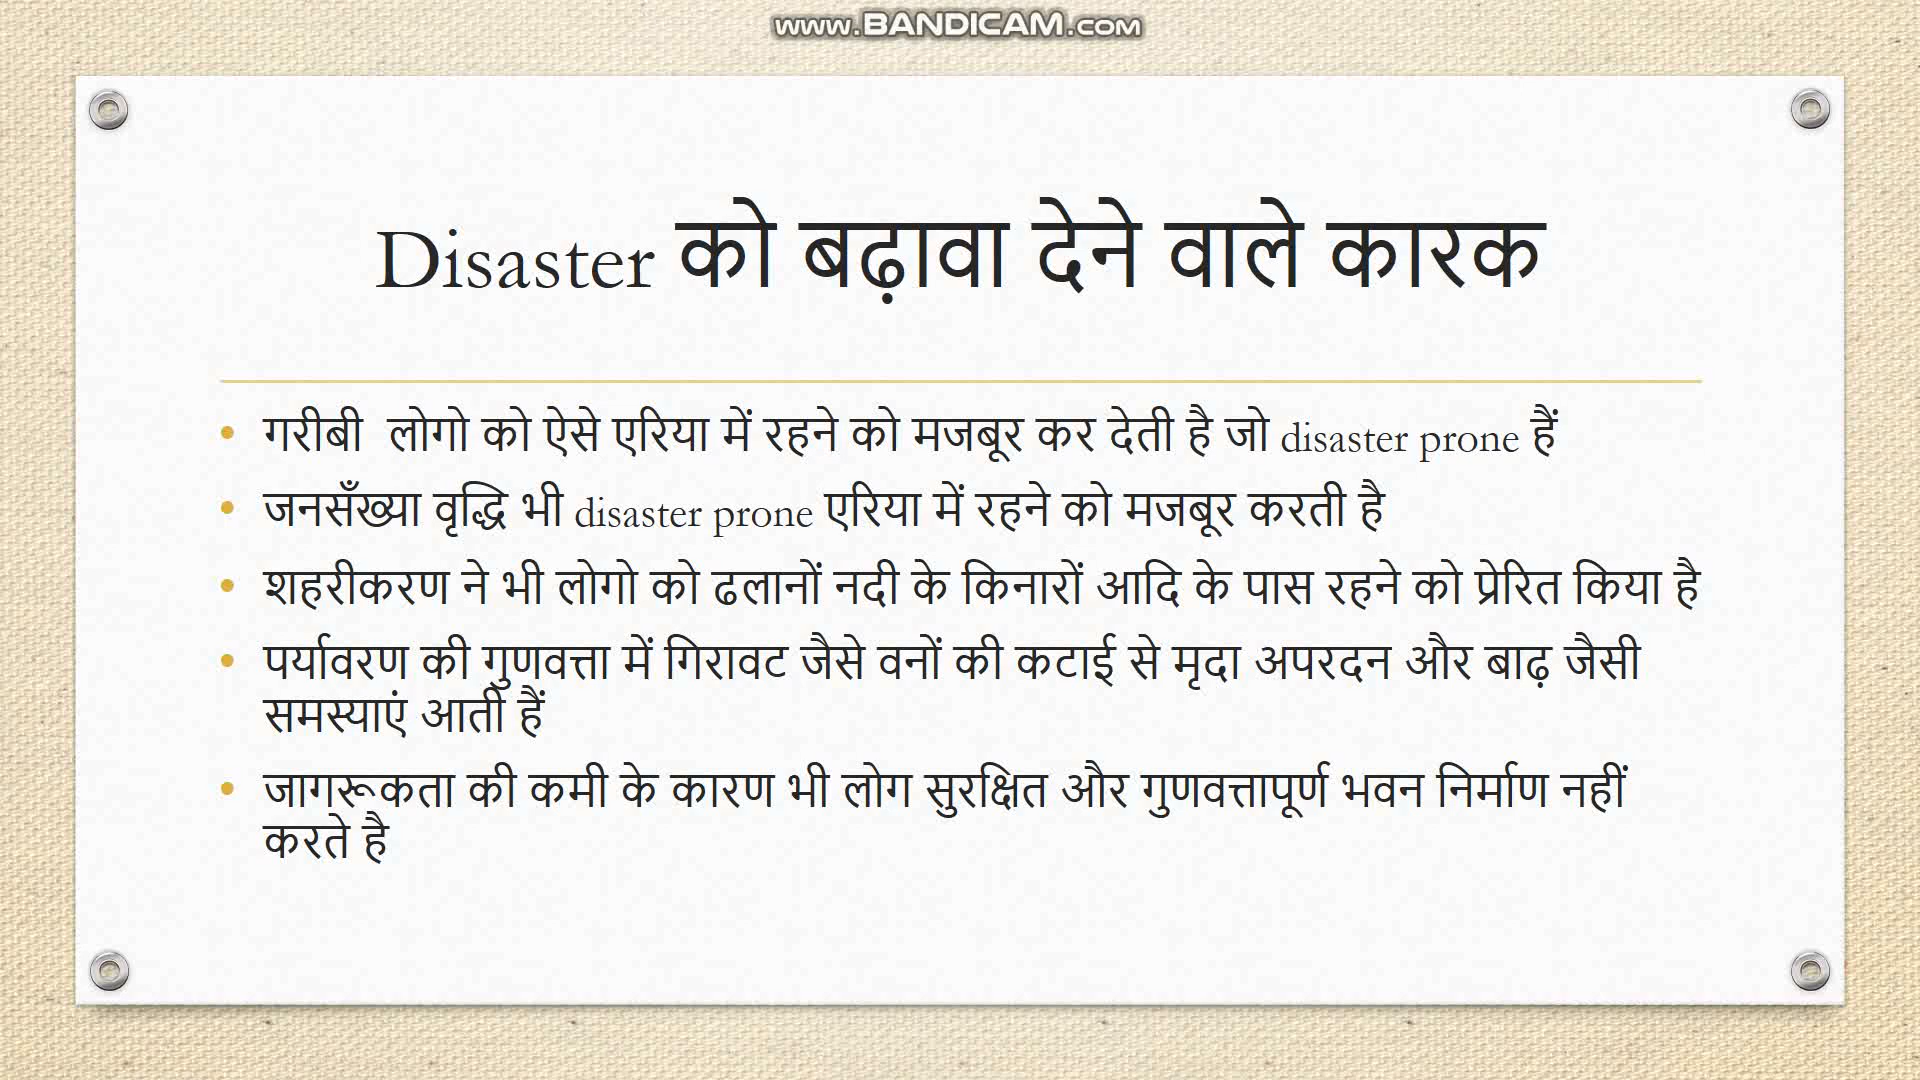 www.BANDICAM.com
Disaster को बढ़ावा देने वाले कारक
• गरीबी  लोगो को ऐसे एरिया में रहने को मजबूर कर देती है जो disaster prone हैं
• जनसँख्या वृद्धि भी disaster prone एरिया में रहने को मजबूर करती है
• शहरीकरण ने भी लोगो को ढलानों नदी के किनारों आदि के पास रहने को प्रेरित किया है
• पर्यावरण की गुणवत्ता में गिरावट जैसे वनों की कटाई से मृदा अपरदन और बाढ़ जैसी
समस्याएं आती हैं
• जागरूकता की कमी के कारण भी लोग सुरक्षित और गुणवत्तापूर्ण भवन निर्माण नहीं
करते है